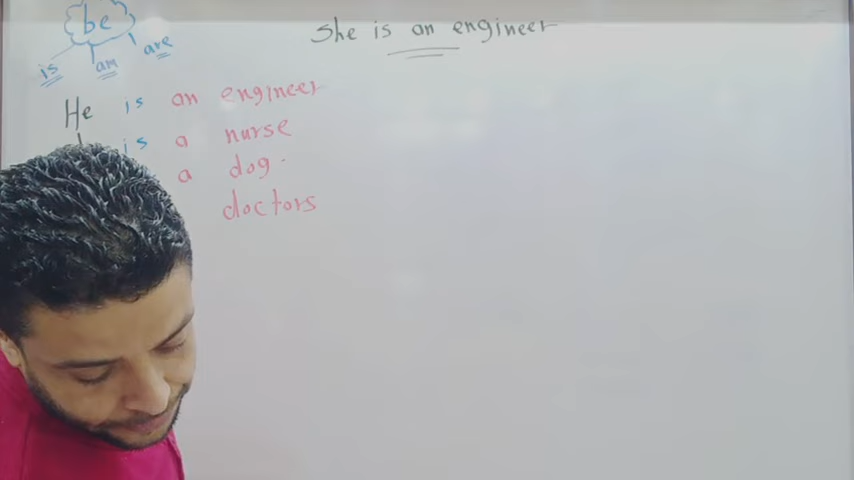 be
is am are
She is an engineer
He is an engineer
is a nurse
a dog.
doctors